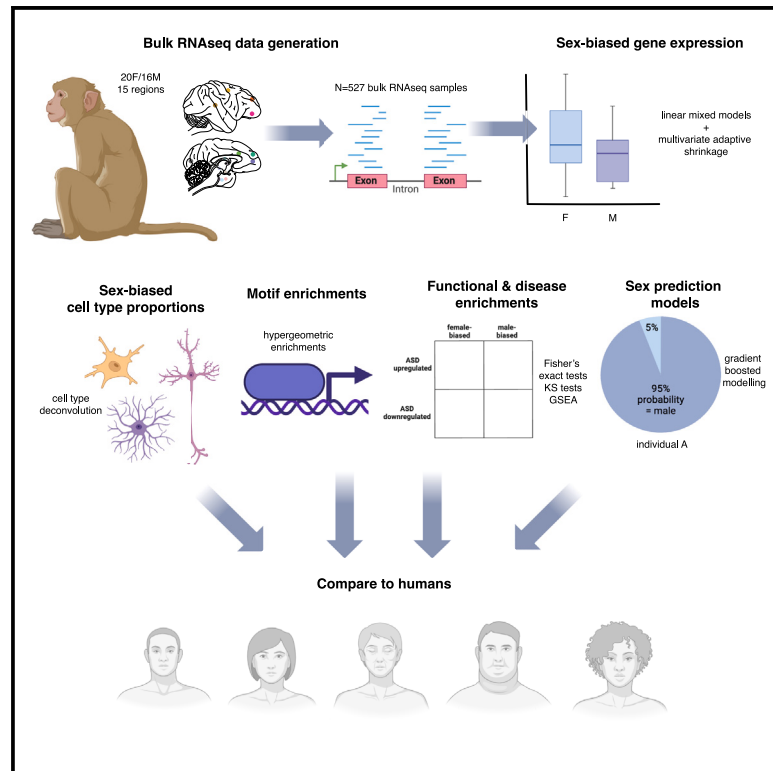 Bulk RNAseq data generation
Sex-biased gene expression
20F/16M
15 regions
N=527 bulk RNAseq samples
Exon
Exon
Intron
linear mixed models
+
multivariate adaptive
shrinkage
F
M
Sex-biased
cell type proportions
cell type
deconvolution
Motif enrichments
hypergeometric
enrichments
Functional & disease
enrichments
female-
biased
male-
biased
ASD
upregulated
ASD
downregulated
Fisher's
exact tests
KS tests
GSEA
Sex prediction
models
5%
95%
probability
= male
gradient
boosted
modelling
individual A
Compare to humans